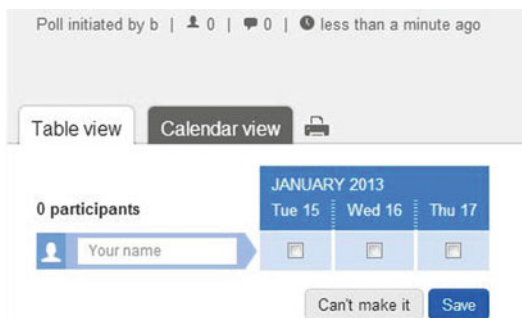 Poll initiated by b | 0 | 0 | less than a minute ago
Table view Calendar view
JANUARY 2013
0 participants Tue 15 Wed 16 Thu 17
Your name
Can't make it Save